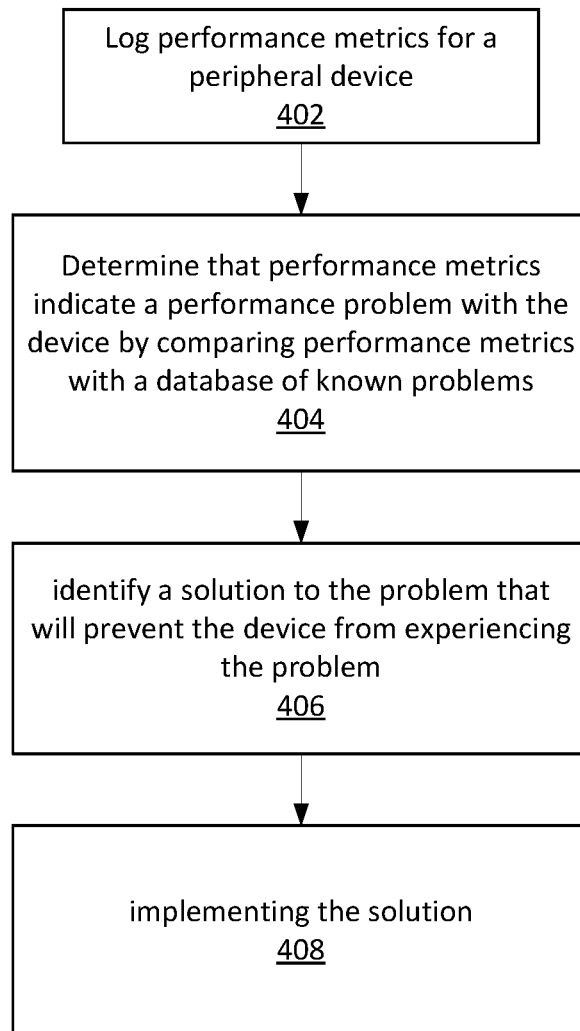 Log performance metrics for a
peripheral device
402
Determine that performance metrics
indicate a performance problem with the
device by comparing performance metrics
with a database of known problems
404
identify a solution to the problem that
will prevent the device from experiencing
the problem
406
implementing the solution
408